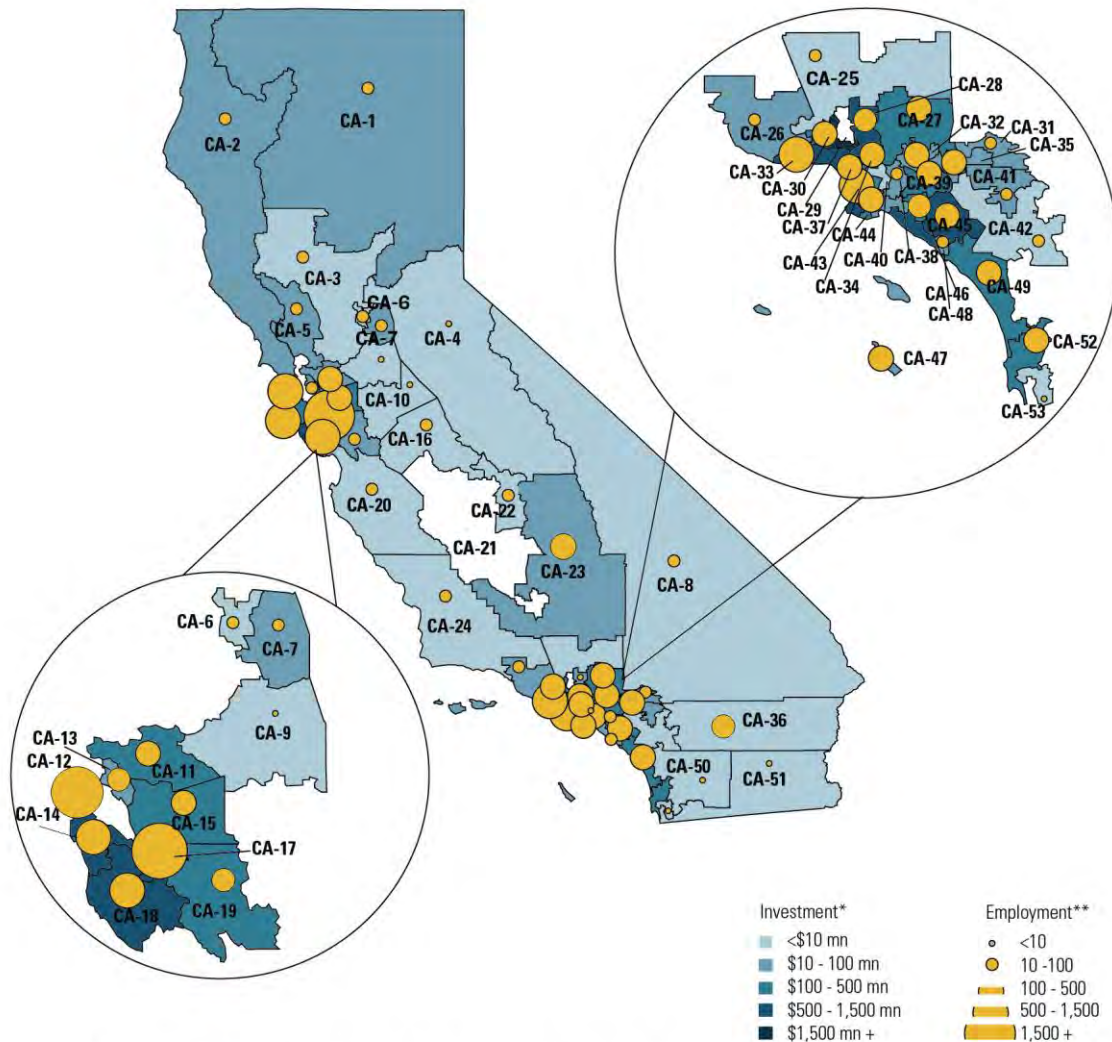 CA-1
CA-2
CA-3
CA-6
CA-5
CA-7
CA-4
CA-10
CA-16
CA-20
CA-22
CA-21
CA-23
CA-8
CA-24
CA-36
CA-50
CA-51
CA-25
CA-28
CA-27
CA-32
CA-26
CA-31
CA-35
CA-33
CA-41
CA-30
CA-39
CA-29
CA-37
CA-44
CA-45
CA-42
CA-43
CA-40
CA-38
CA-34
CA-46
CA-49
CA-48
CA-47
CA-52
CA-53
CA-6
CA-7
CA-9
CA-13
CA-12
CA-11
CA-14
CA-15
CA-17
CA-18
CA-19
Investment*
<$10 mn
$10 - 100 mn
$100 - 500 mn
$500 - 1,500 mn
$1,500 mn +
Employment**
<10
10 -100
100 - 500
500 - 1,500
1,500 +